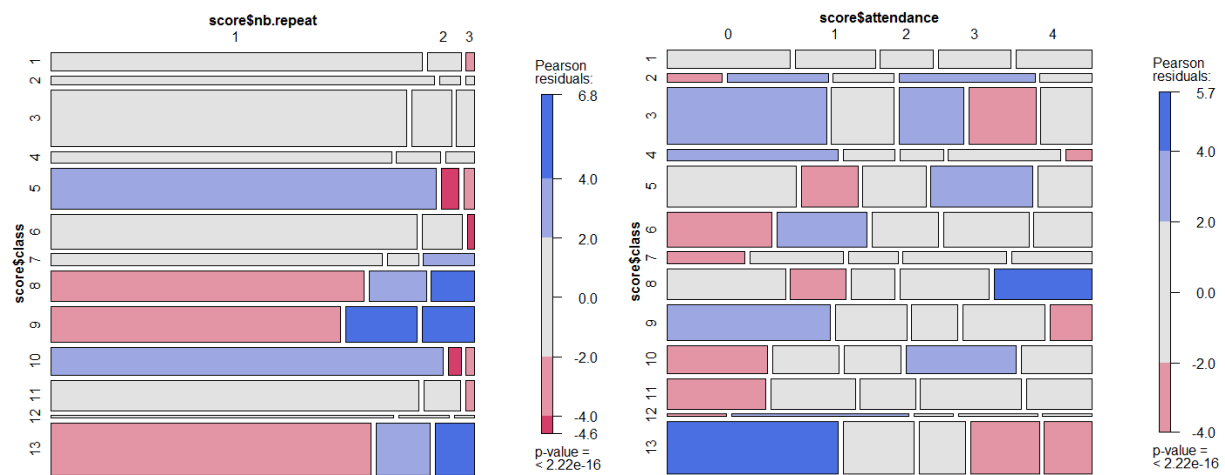 score$nb.repeat
1 2 3
score$class
1
2
3
4
5
6
7
8
9
10
11
12
13
Pearson
residuals:
6.8
4.0
2.0
0.0
-2.0
-4.0
-4.6
p-value =
< 2.22e-16
score$attendance
0 1 2 3 4
score$class
1
2
3
4
5
6
7
8
9
10
11
12
13
Pearson
residuals:
5.7
4.0
2.0
0.0
-2.0
-4.0
p-value =
< 2.22e-16